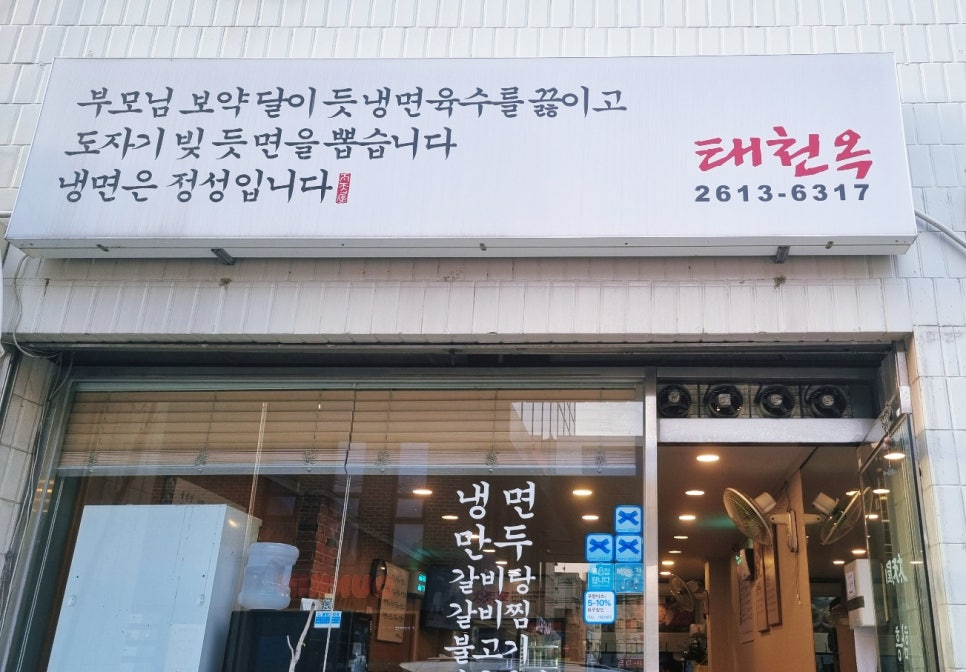 부모님 보약 달이 듯 냉면육수를 끓이고
도자기 빚 듯 면을 뽑습니다
냉면은 정성입니다
태천옥
2613-6317
냉면
만두
갈비탕
갈비찜
불고기
5-10%